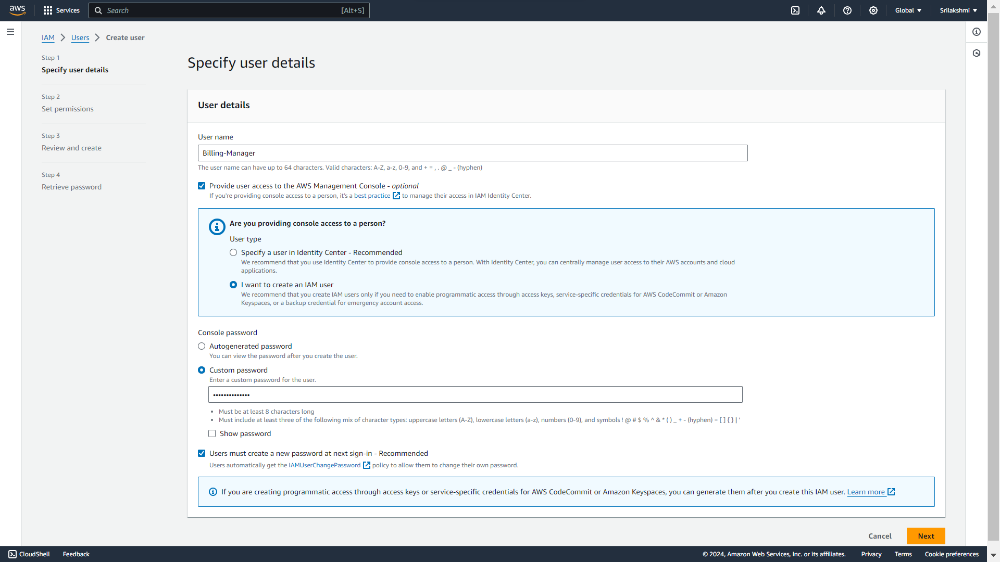 aws
Services
Search
[Alt+S]
Global
Srilakshmi
IAM
Users
Create user
Step 1
Specify user details
Step 2
Set permissions
Step 3
Review and create
Step 4
Retrieve password
Specify user details
User details
User name
Billing-Manager
The user name can have up to 64 characters. Valid characters: A-Z, a-z, 0-9, and + = , . @ _ - (hyphen)
Provide user access to the AWS Management Console - optional
If you're providing console access to a person, it's a best practice to manage their access in IAM Identity Center.
Are you providing console access to a person?
User type
Specify a user in Identity Center - Recommended
We recommend that you use Identity Center to provide console access to a person. With Identity Center, you can centrally manage user access to their AWS accounts and cloud
applications.
I want to create an IAM user
We recommend that you create IAM users only if you need to enable programmatic access through access keys, service-specific credentials for AWS CodeCommit or Amazon
Keyspaces, or a backup credential for emergency account access.
Console password
Autogenerated password
You can view the password after you create the user.
Custom password
Enter a custom password for the user.
••••••••••••••
• Must be at least 8 characters long
• Must include at least three of the following mix of character types: uppercase letters (A-Z), lowercase letters (a-z), numbers (0-9), and symbols ! @ # $ % ^ & * ( ) _ + - (hyphen) = [ ] { } | '
Show password
Users must create a new password at next sign-in - Recommended
Users automatically get the IAMUserChangePassword policy to allow them to change their own password.
If you are creating programmatic access through access keys or service-specific credentials for AWS CodeCommit or Amazon Keyspaces, you can generate them after you create this IAM user. Learn more
Cancel
Next
CloudShell
Feedback
© 2024, Amazon Web Services, Inc. or its affiliates.
Privacy
Terms
Cookie preferences